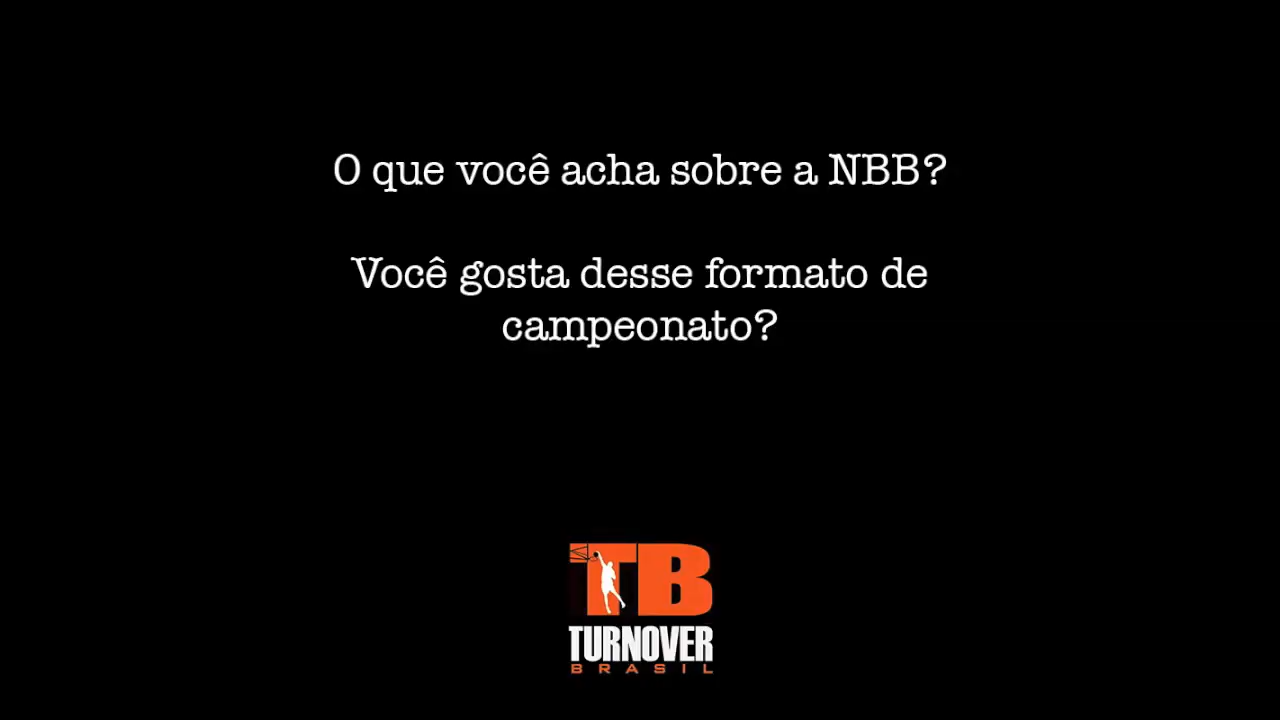 O que você acha sobre a NBB?
Você gosta desse formato de
campeonato?
TB
TURNOVER
BRASIL